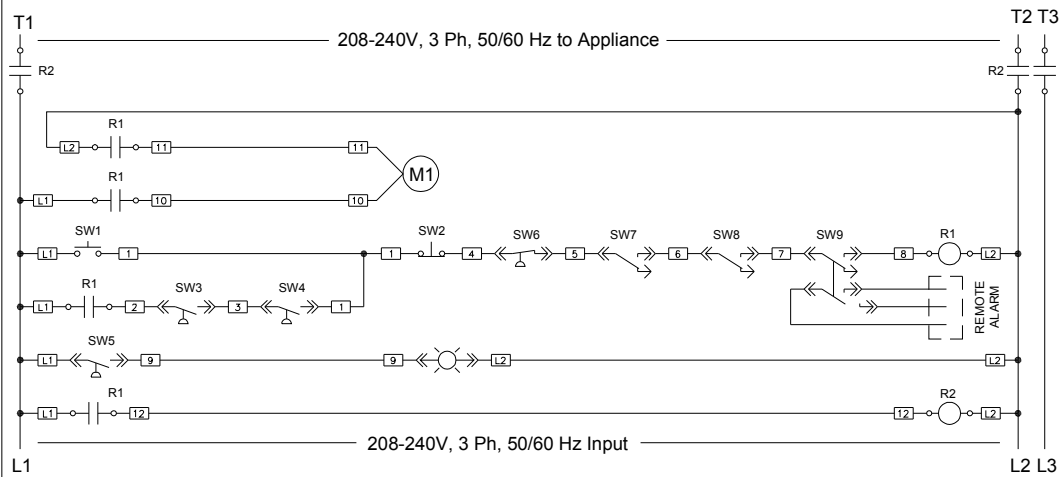 T1 T2 T3
208-240V, 3 Ph, 50/60 Hz to Appliance
R2 R2
R1
L2 11 11
M1
R1
L1 10 10
SW1 SW2 SW6 SW7 SW8 SW9 R1
L1 1 1 4 5 6 7 8 L2
R1 SW3 SW4
L1 2 3 1
REMOTE
ALARM
SW5
L1 9 9 L2 L2
R1 R2
L1 12 12 L2
208-240V, 3 Ph, 50/60 Hz Input
L1 L2 L3